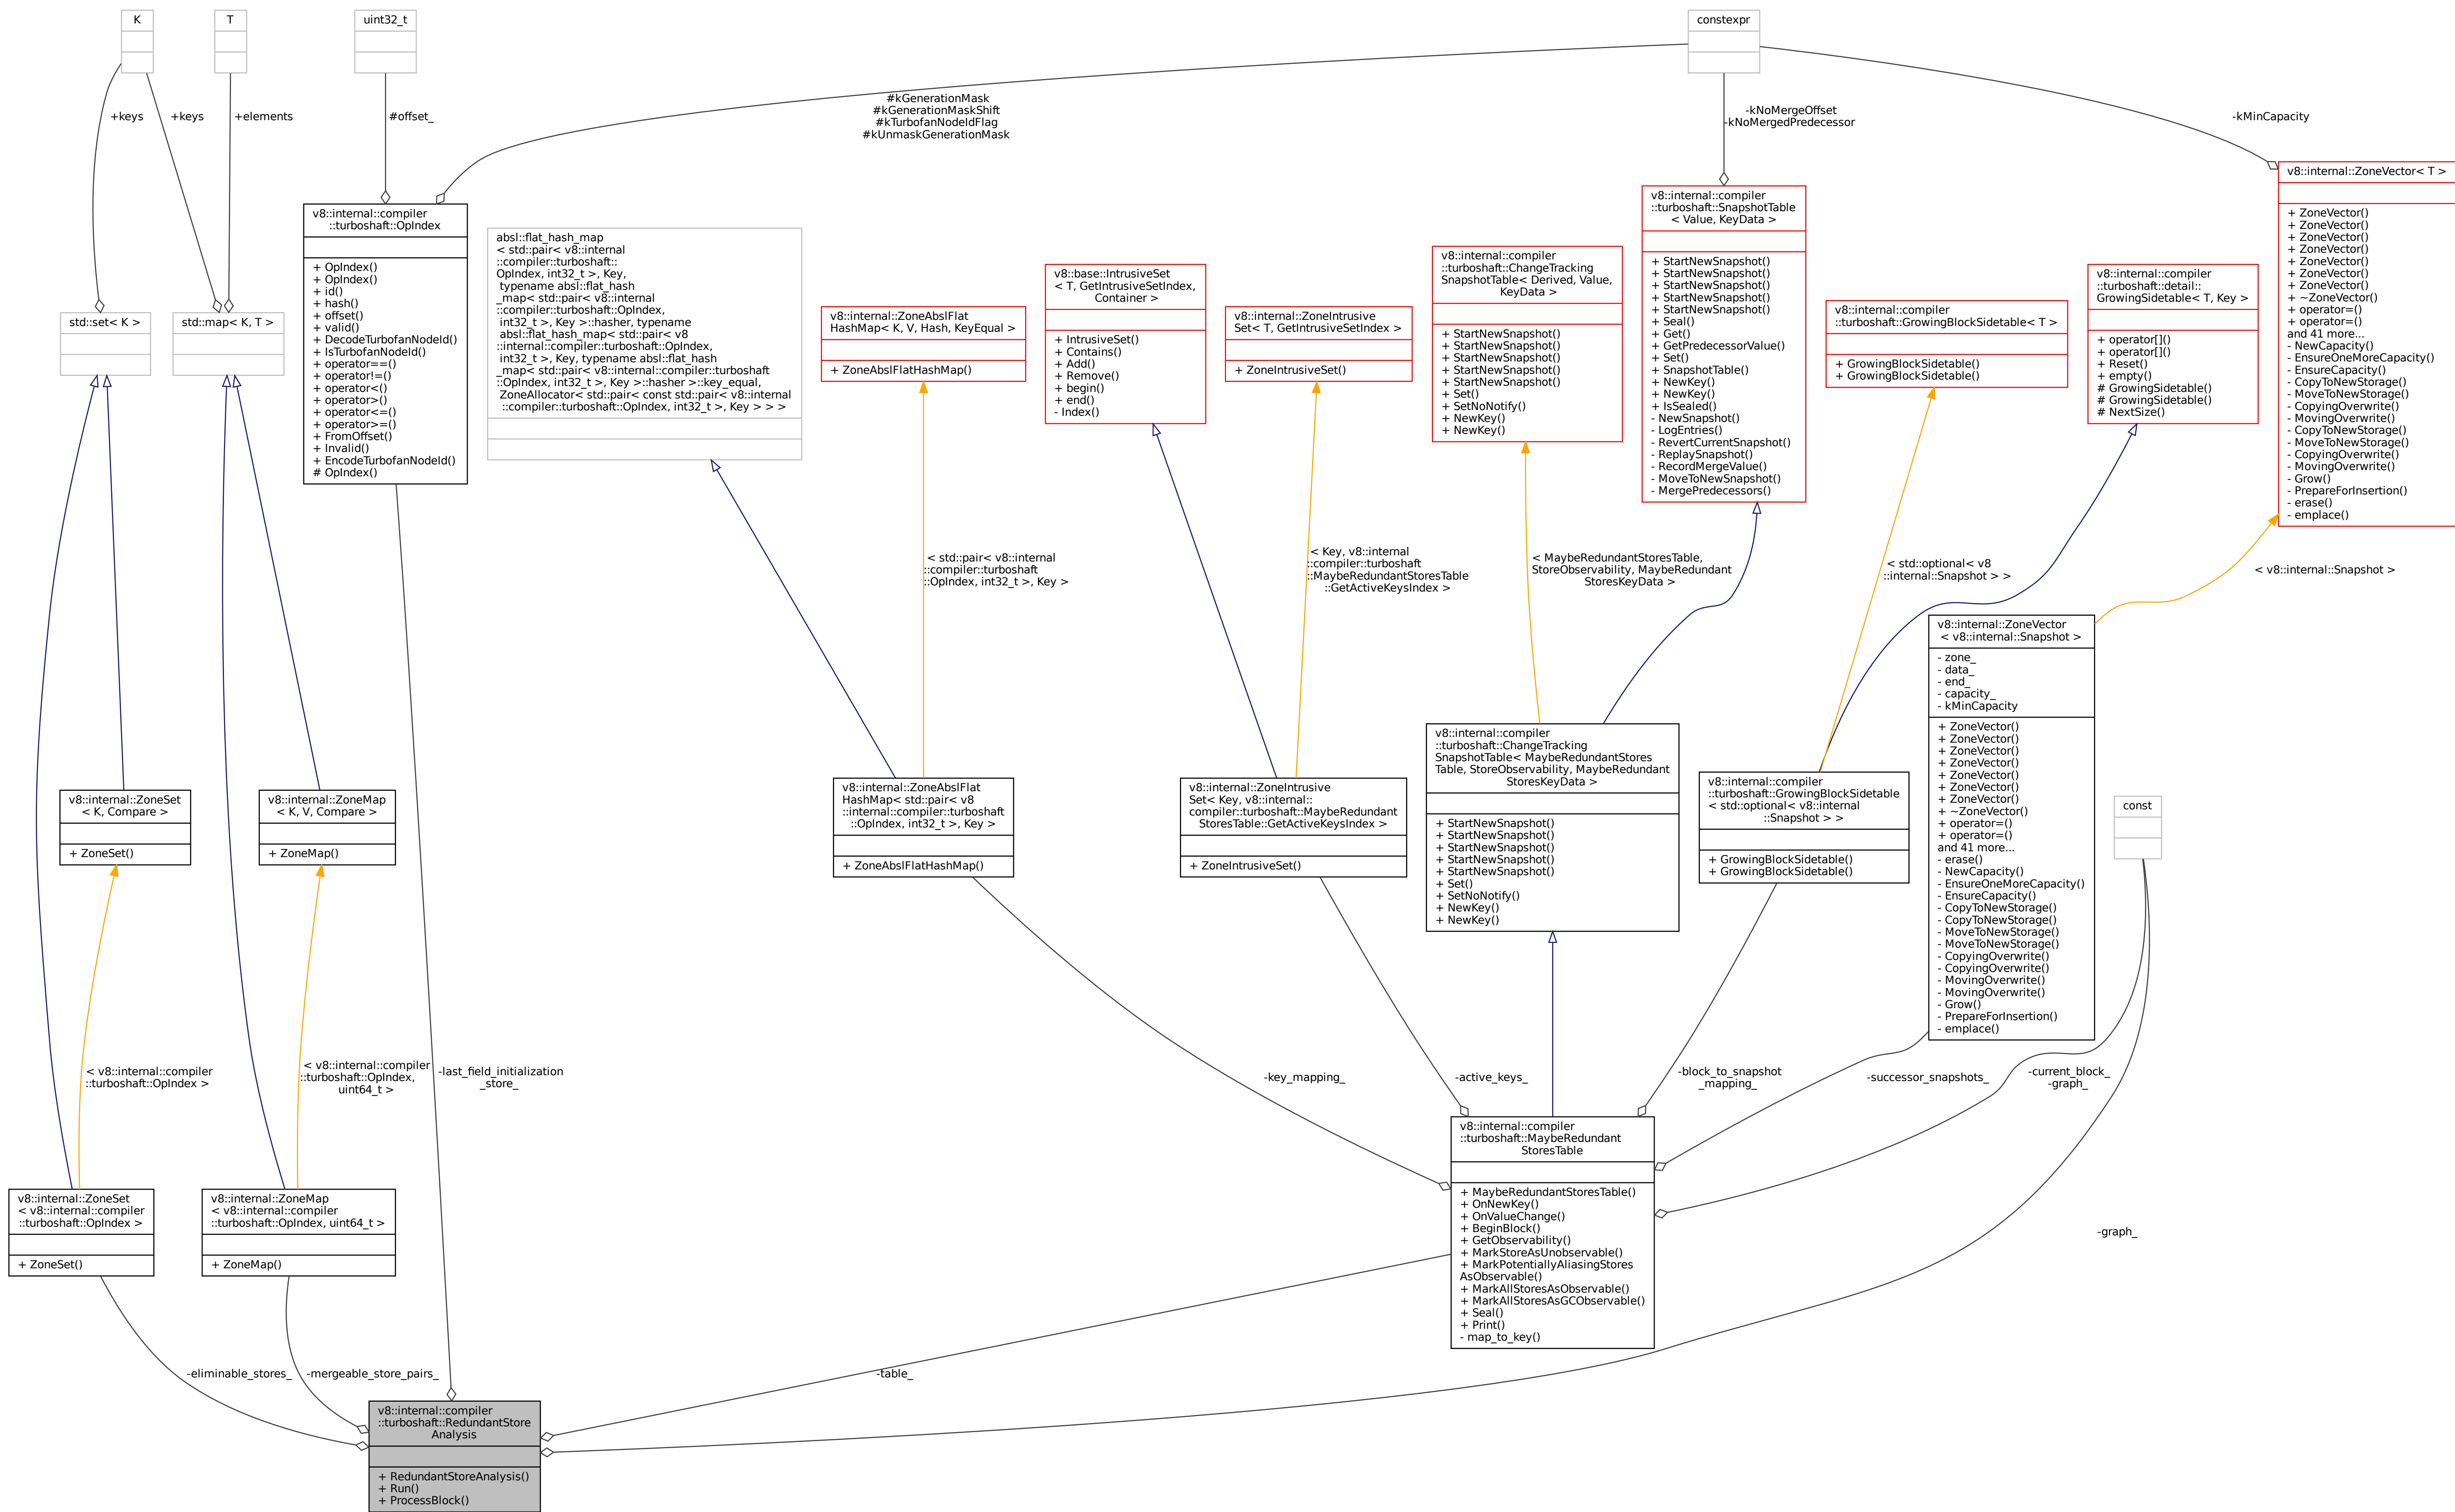 K
T
uint32_t
constexpr
+keys
+keys
+elements
#offset_
#kGenerationMask
#kGenerationMaskShift
#kTurbofanNodeIdFlag
#kUnmaskGenerationMask
-kNoMergeOffset
-kNoMergedPredecessor
-kMinCapacity
std::set< K >
std::map< K, T >
v8::internal::compiler
::turboshaft::OpIndex
+ OpIndex()
+ OpIndex()
+ id()
+ hash()
+ offset()
+ valid()
+ DecodeTurbofanNodeId()
+ IsTurbofanNodeId()
+ operator==()
+ operator!=()
+ operator<()
+ operator>()
+ operator<=()
+ operator>=()
+ FromOffset()
+ Invalid()
+ EncodeTurbofanNodeId()
# OpIndex()
absl::flat_hash_map
< std::pair< v8::internal
::compiler::turboshaft::
OpIndex, int32_t >, Key,
typename absl::flat_hash
_map< std::pair< v8::internal
::compiler::turboshaft::OpIndex,
int32_t >, Key >::hasher, typename
absl::flat_hash_map< std::pair< v8
::internal::compiler::turboshaft::OpIndex,
int32_t >, Key, typename absl::flat_hash
_map< std::pair< v8::internal::compiler::turboshaft
::OpIndex, int32_t >, Key >::hasher >::key_equal,
ZoneAllocator< std::pair< const std::pair< v8::internal
::compiler::turboshaft::OpIndex, int32_t >, Key > > >
v8::internal::ZoneAbslFlat
HashMap< K, V, Hash, KeyEqual >
+ ZoneAbslFlatHashMap()
v8::base::IntrusiveSet
< T, GetIntrusiveSetIndex,
Container >
+ IntrusiveSet()
+ Contains()
+ Add()
+ Remove()
+ begin()
+ end()
- Index()
v8::internal::ZoneIntrusive
Set< T, GetIntrusiveSetIndex >
+ ZoneIntrusiveSet()
v8::internal::compiler
::turboshaft::ChangeTracking
SnapshotTable< Derived, Value,
KeyData >
+ StartNewSnapshot()
+ StartNewSnapshot()
+ StartNewSnapshot()
+ StartNewSnapshot()
+ StartNewSnapshot()
+ Set()
+ SetNoNotify()
+ NewKey()
+ NewKey()
v8::internal::compiler
::turboshaft::SnapshotTable
< Value, KeyData >
+ StartNewSnapshot()
+ StartNewSnapshot()
+ StartNewSnapshot()
+ StartNewSnapshot()
+ StartNewSnapshot()
+ Seal()
+ Get()
+ GetPredecessorValue()
+ Set()
+ SnapshotTable()
+ NewKey()
+ NewKey()
+ IsSealed()
- NewSnapshot()
- LogEntries()
- RevertCurrentSnapshot()
- ReplaySnapshot()
- RecordMergeValue()
- MoveToNewSnapshot()
- MergePredecessors()
v8::internal::compiler
::turboshaft::GrowingBlockSidetable< T >
+ GrowingBlockSidetable()
+ GrowingBlockSidetable()
v8::internal::compiler
::turboshaft::detail::
GrowingSidetable< T, Key >
+ operator[]()
+ operator[]()
+ Reset()
+ empty()
# GrowingSidetable()
# GrowingSidetable()
# NextSize()
v8::internal::ZoneVector< T >
+ ZoneVector()
+ ZoneVector()
+ ZoneVector()
+ ZoneVector()
+ ZoneVector()
+ ZoneVector()
+ ZoneVector()
+ ~ZoneVector()
+ operator=()
+ operator=()
and 41 more...
- NewCapacity()
- EnsureOneMoreCapacity()
- EnsureCapacity()
- CopyToNewStorage()
- MoveToNewStorage()
- CopyingOverwrite()
- MovingOverwrite()
- CopyToNewStorage()
- MoveToNewStorage()
- CopyingOverwrite()
- MovingOverwrite()
- Grow()
- PrepareForInsertion()
- erase()
- emplace()
< std::pair< v8::internal
::compiler::turboshaft
::OpIndex, int32_t >, Key >
< Key, v8::internal
::compiler::turboshaft
::MaybeRedundantStoresTable
::GetActiveKeysIndex >
< MaybeRedundantStoresTable,
StoreObservability, MaybeRedundant
StoresKeyData >
< std::optional< v8
::internal::Snapshot > >
< v8::internal::Snapshot >
v8::internal::ZoneSet
< K, Compare >
+ ZoneSet()
v8::internal::ZoneMap
< K, V, Compare >
+ ZoneMap()
v8::internal::ZoneAbslFlat
HashMap< std::pair< v8
::internal::compiler::turboshaft
::OpIndex, int32_t >, Key >
+ ZoneAbslFlatHashMap()
v8::internal::ZoneIntrusive
Set< Key, v8::internal::
compiler::turboshaft::MaybeRedundant
StoresTable::GetActiveKeysIndex >
+ ZoneIntrusiveSet()
v8::internal::compiler
::turboshaft::ChangeTracking
SnapshotTable< MaybeRedundantStores
Table, StoreObservability, MaybeRedundant
StoresKeyData >
+ StartNewSnapshot()
+ StartNewSnapshot()
+ StartNewSnapshot()
+ StartNewSnapshot()
+ StartNewSnapshot()
+ Set()
+ SetNoNotify()
+ NewKey()
+ NewKey()
v8::internal::compiler
::turboshaft::GrowingBlockSidetable
< std::optional< v8::internal
::Snapshot > >
+ GrowingBlockSidetable()
+ GrowingBlockSidetable()
v8::internal::ZoneVector
< v8::internal::Snapshot >
- zone_
- data_
- end_
- capacity_
- kMinCapacity
+ ZoneVector()
+ ZoneVector()
+ ZoneVector()
+ ZoneVector()
+ ZoneVector()
+ ZoneVector()
+ ZoneVector()
+ ~ZoneVector()
+ operator=()
+ operator=()
and 41 more...
- erase()
- NewCapacity()
- EnsureOneMoreCapacity()
- EnsureCapacity()
- CopyToNewStorage()
- CopyToNewStorage()
- MoveToNewStorage()
- MoveToNewStorage()
- CopyingOverwrite()
- CopyingOverwrite()
- MovingOverwrite()
- MovingOverwrite()
- Grow()
- PrepareForInsertion()
- emplace()
const
< v8::internal::compiler
::turboshaft::OpIndex >
< v8::internal::compiler
::turboshaft::OpIndex,
uint64_t >
-last_field_initialization
_store_
-key_mapping_
-active_keys_
-block_to_snapshot
_mapping_
-successor_snapshots_
-current_block_
-graph_
v8::internal::ZoneSet
< v8::internal::compiler
::turboshaft::OpIndex >
+ ZoneSet()
v8::internal::ZoneMap
< v8::internal::compiler
::turboshaft::OpIndex, uint64_t >
+ ZoneMap()
v8::internal::compiler
::turboshaft::MaybeRedundant
StoresTable
+ MaybeRedundantStoresTable()
+ OnNewKey()
+ OnValueChange()
+ BeginBlock()
+ GetObservability()
+ MarkStoreAsUnobservable()
+ MarkPotentiallyAliasingStores
AsObservable()
+ MarkAllStoresAsObservable()
+ MarkAllStoresAsGCObservable()
+ Seal()
+ Print()
- map_to_key()
-graph_
-eliminable_stores_
-mergeable_store_pairs_
-table_
v8::internal::compiler
::turboshaft::RedundantStore
Analysis
+ RedundantStoreAnalysis()
+ Run()
+ ProcessBlock()